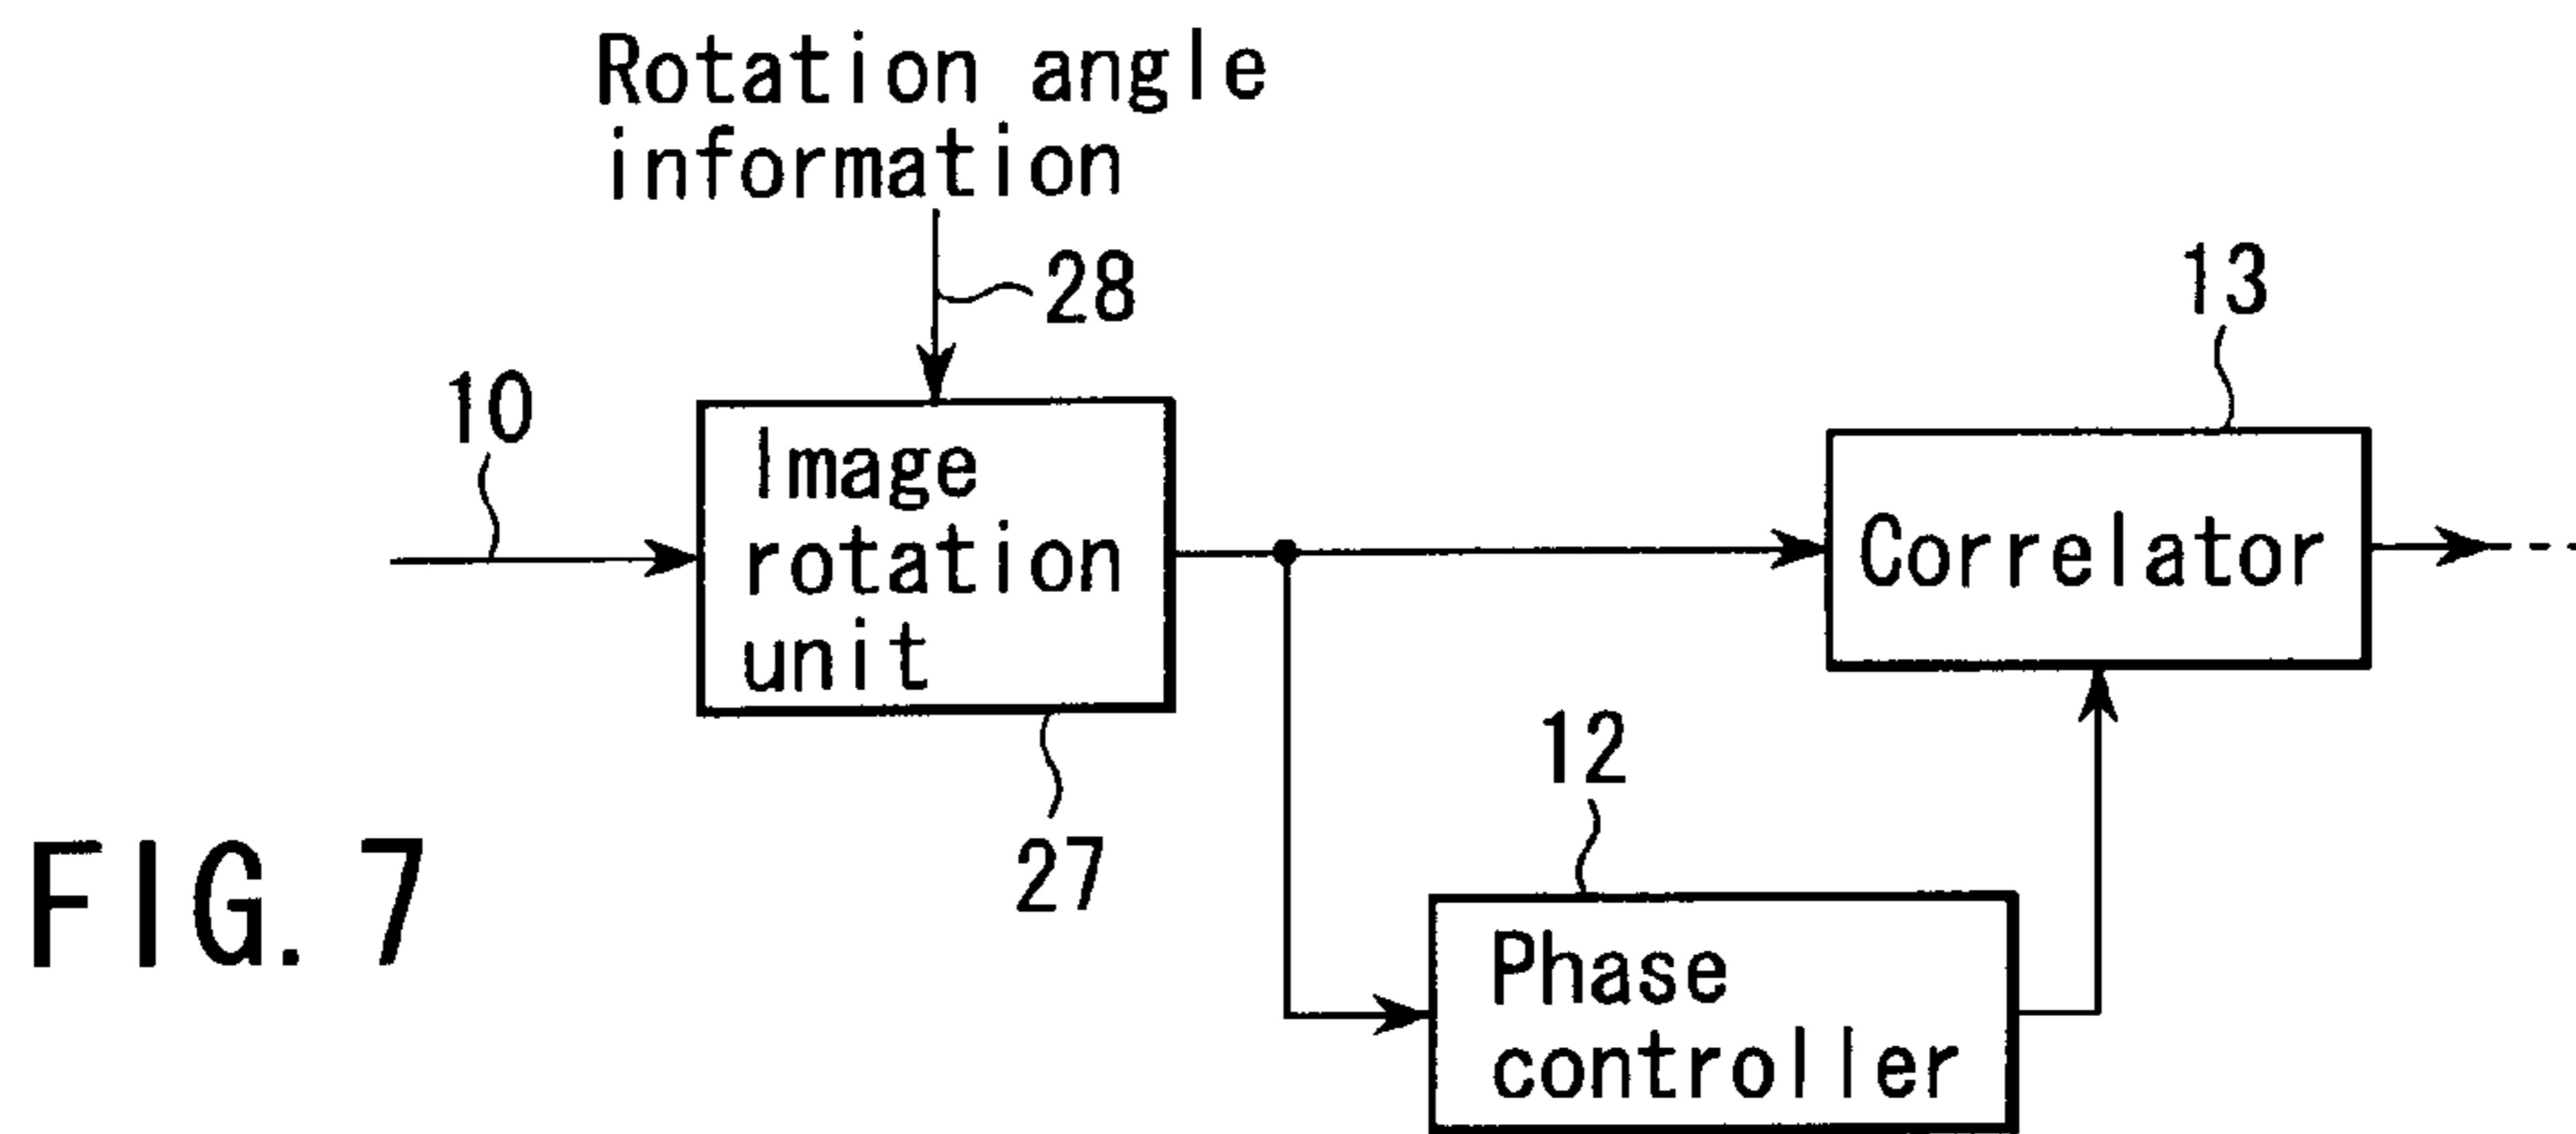 Rotation angle
information
28
13
10
Image
rotation
unit
Correlator
12
27
FIG. 7
Phase
controller